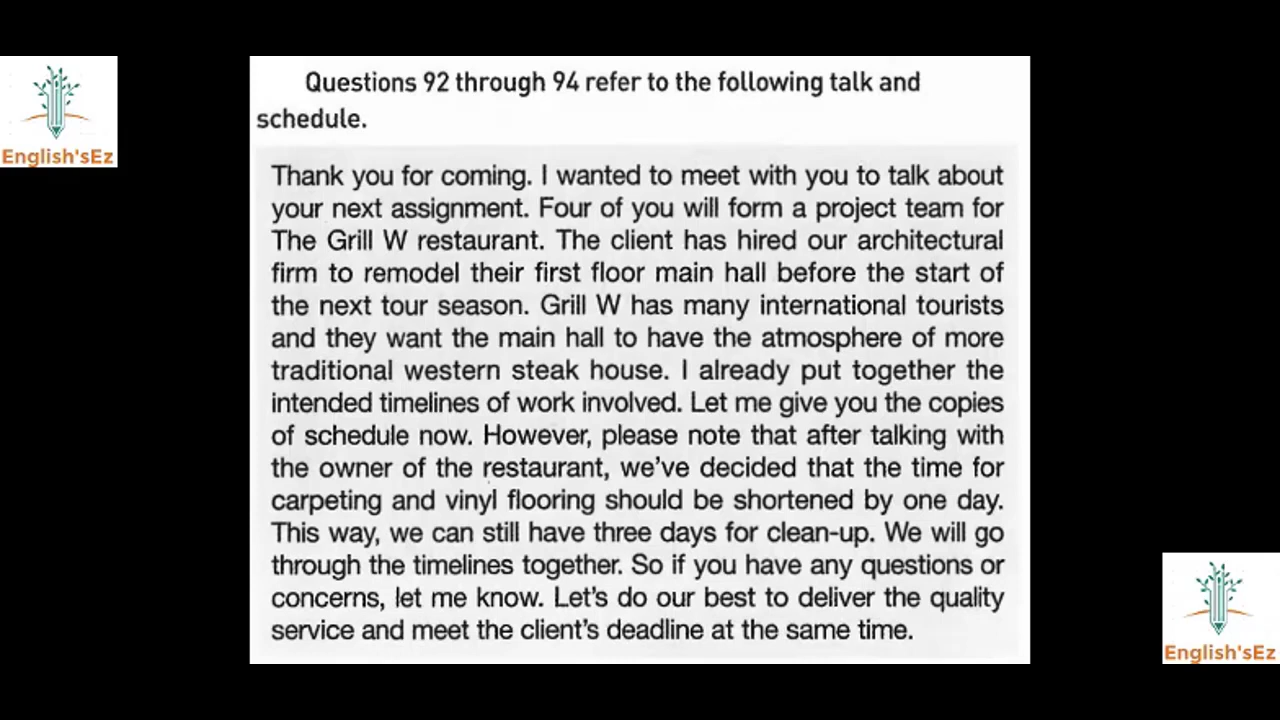 Questions 92 through 94 refer to the following talk and
schedule.
English'sEz
Thank you for coming. I wanted to meet with you to talk about
your next assignment. Four of you will form a project team for
The Grill W restaurant. The client has hired our architectural
firm to remodel their first floor main hall before the start of
the next tour season. Grill W has many international tourists
and they want the main hall to have the atmosphere of more
traditional western steak house. I already put together the
intended timelines of work involved. Let me give you the copies
of schedule now. However, please note that after talking with
the owner of the restaurant, we've decided that the time for
carpeting and vinyl flooring should be shortened by one day.
This way, we can still have three days for clean-up. We will go
through the timelines together. So if you have any questions or
concerns, let me know. Let's do our best to deliver the quality
service and meet the client's deadline at the same time.
English'sEz